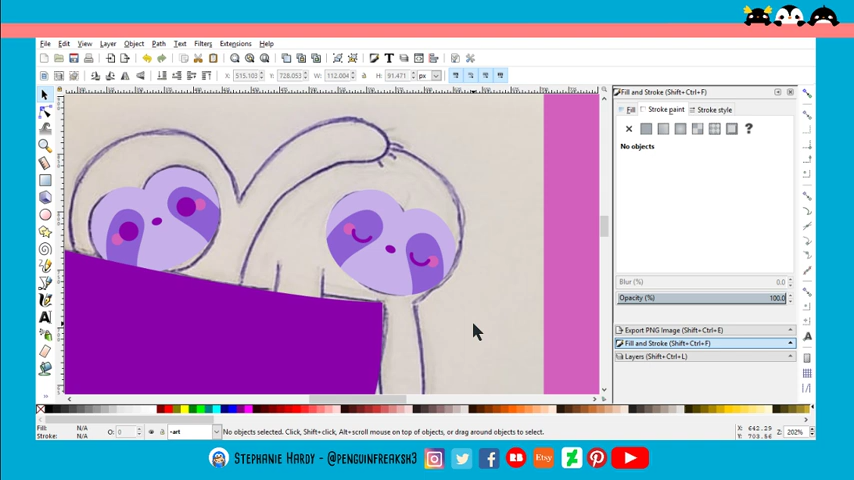 File Edit View Layer Object Path Text Filters Extensions Help
X: 515.103 Y: 728.053 W: 112.004 H: 91.471 px
Fill and Stroke (Shift+Ctrl+F)
Fill Stroke paint Stroke style
No objects
Blur (%) 0.0
Opacity (%) 100.0
Export PNG Image (Shift+Ctrl+E)
Fill and Stroke (Shift+Ctrl+F)
Layers (Shift+Ctrl+L)
Fill: N/A
Stroke: N/A
O: 0
-art
No objects selected. Click, Shift+click, Alt+scroll mouse on top of objects, or drag around objects to select.
X: 642.29
Y: 703.56
Z: 202%
Stephanie Hardy - @penguinfreaksh3
Etsy